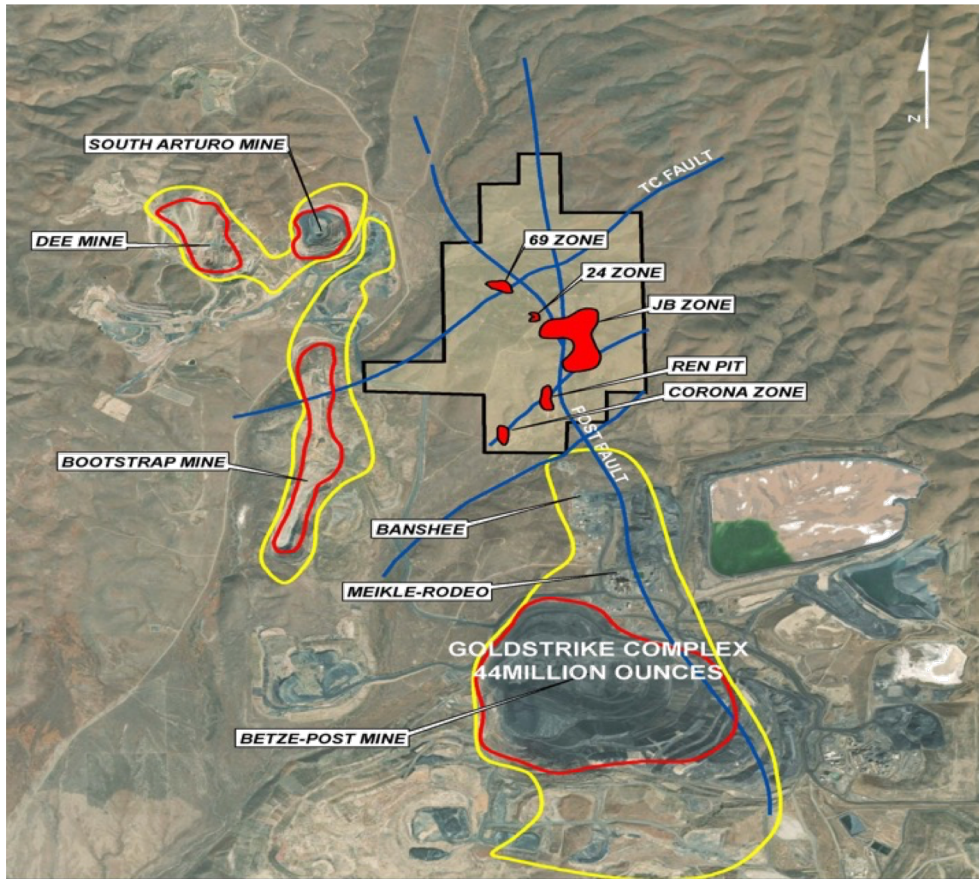 SOUTH ARTURO MINE
DEE MINE
TC FAULT
69 ZONE
24 ZONE
JB ZONE
REN PIT
CORONA ZONE
POST FAULT
BOOTSTRAP MINE
BANSHEE
MEIKLE-RODEO
GOLDSTRIKE COMPLEX
44MILLION OUNCES
BETZE-POST MINE
N